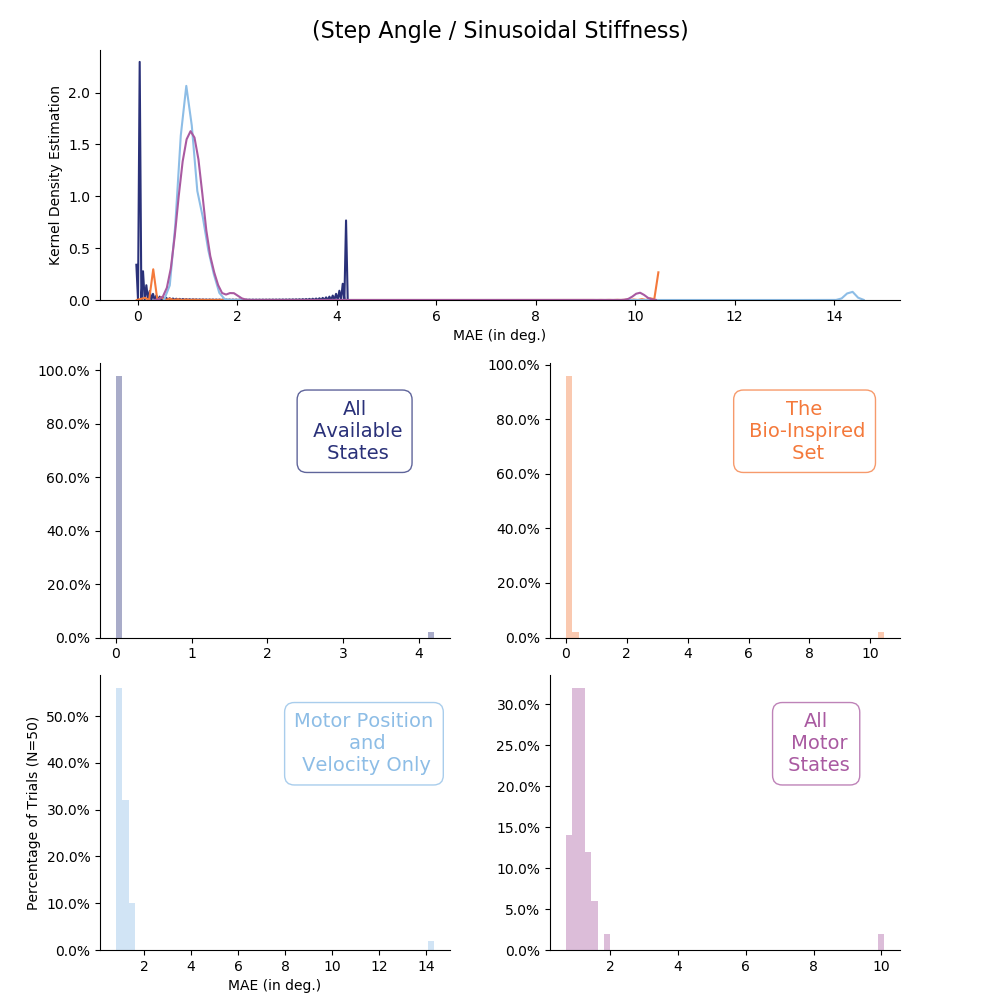 (Step Angle / Sinusoidal Stiffness)
Kernel Density Estimation
2.0
1.5
1.0
0.5
0.0
0 2 4 6 8 10 12 14
MAE (in deg.)
100.0%
80.0%
60.0%
40.0%
20.0%
0.0%
0 1 2 3 4
All
Available
States
100.0%
80.0%
60.0%
40.0%
20.0%
0.0%
0 2 4 6 8 10
The
Bio-Inspired
Set
Percentage of Trials (N=50)
50.0%
40.0%
30.0%
20.0%
10.0%
0.0%
2 4 6 8 10 12 14
MAE (in deg.)
Motor Position
and
Velocity Only
30.0%
25.0%
20.0%
15.0%
10.0%
5.0%
0.0%
2 4 6 8 10
All
Motor
States